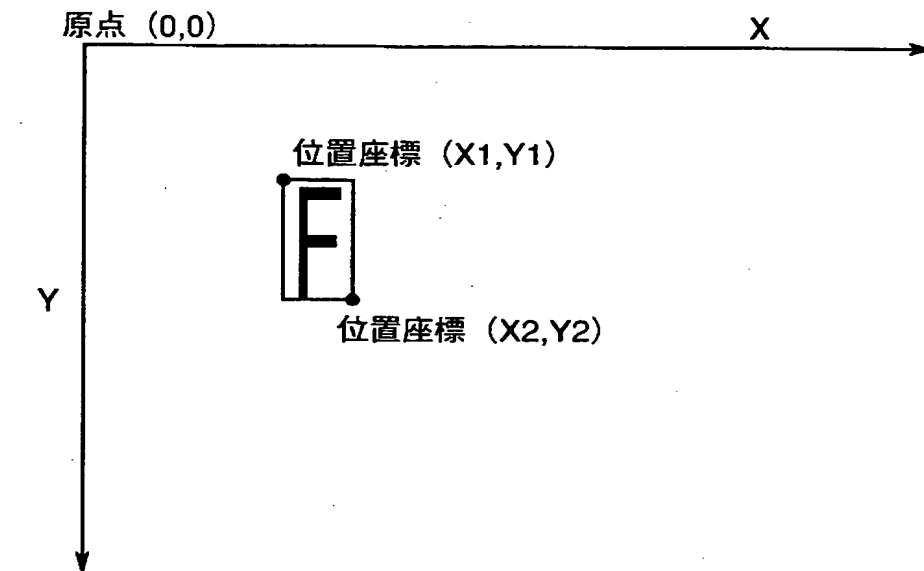 原点 (0,0)
X
位置座標 (X1,Y1)
F
Y
位置座標 (X2,Y2)